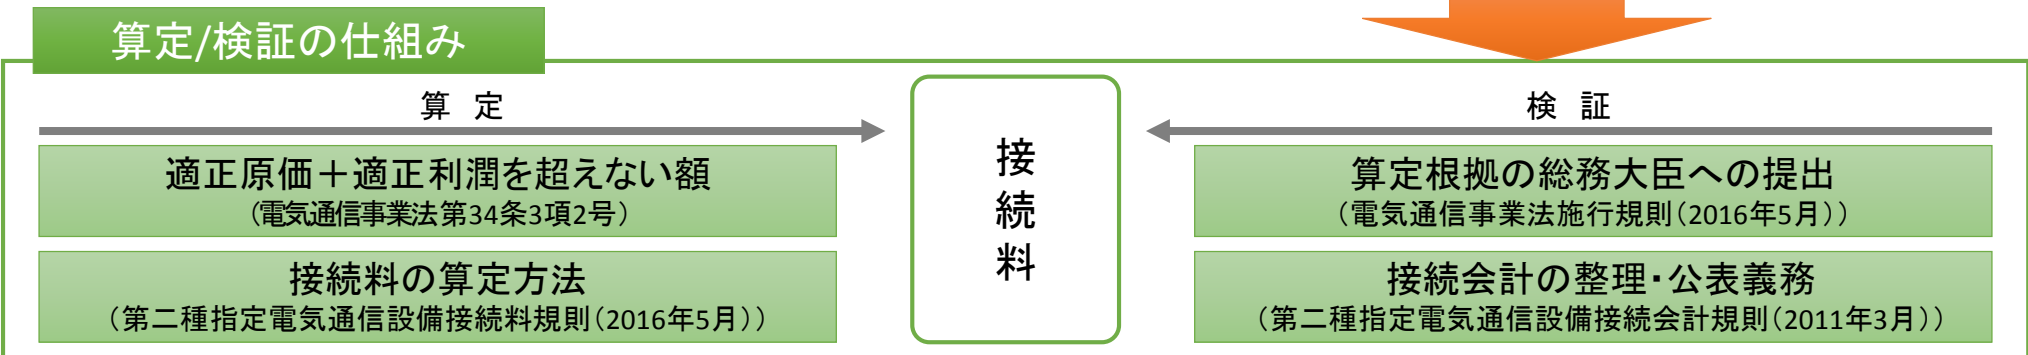 算定/検証の仕組み
算 定
適正原価＋適正利潤を超えない額
（電気通信事業法第34条3項2号）
接続料の算定方法
（第二種指定電気通信設備接続料規則（2016年5月））
接続料
検 証
算定根拠の総務大臣への提出
（電気通信事業法施行規則（2016年5月））
接続会計の整理・公表義務
（第二種指定電気通信設備接続会計規則（2011年3月））